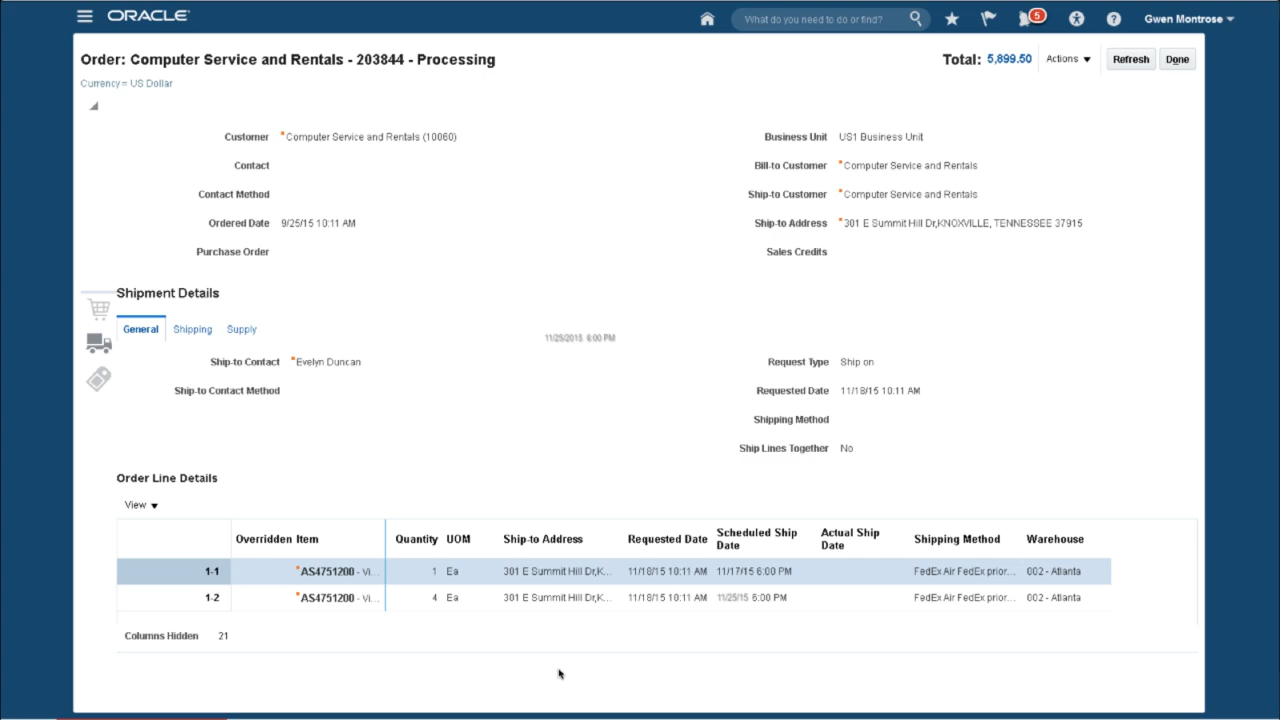 ORACLE
What do you need to do or find?
5
Gwen Montrose
Order: Computer Service and Rentals - 203844 - Processing
Total: 5,899.50
Actions
Refresh
Done
Currency = US Dollar
Customer *Computer Service and Rentals (10060)
Business Unit US1 Business Unit
Contact
Bill-to Customer *Computer Service and Rentals
Contact Method
Ship-to Customer *Computer Service and Rentals
Ordered Date 9/25/15 10:11 AM
Ship-to Address *301 E Summit Hill Dr,KNOXVILLE, TENNESSEE 37915
Purchase Order
Sales Credits
Shipment Details
General Shipping Supply
11/25/2015 6:00 PM
Ship-to Contact *Evelyn Duncan
Request Type Ship on
Ship-to Contact Method
Requested Date 11/18/15 10:11 AM
Shipping Method
Ship Lines Together No
Order Line Details
View
Overridden Item Quantity UOM Ship-to Address Requested Date Scheduled Ship Date Actual Ship Date Shipping Method Warehouse
1-1 *AS4751200 - Vi... 1 Ea 301 E Summit Hill Dr,K... 11/18/15 10:11 AM 11/17/15 6:00 PM FedEx Air FedEx prior... 002 - Atlanta
1-2 *AS4751200 - Vi... 4 Ea 301 E Summit Hill Dr,K... 11/18/15 10:11 AM 11/25/15 6:00 PM FedEx Air FedEx prior... 002 - Atlanta
Columns Hidden 21